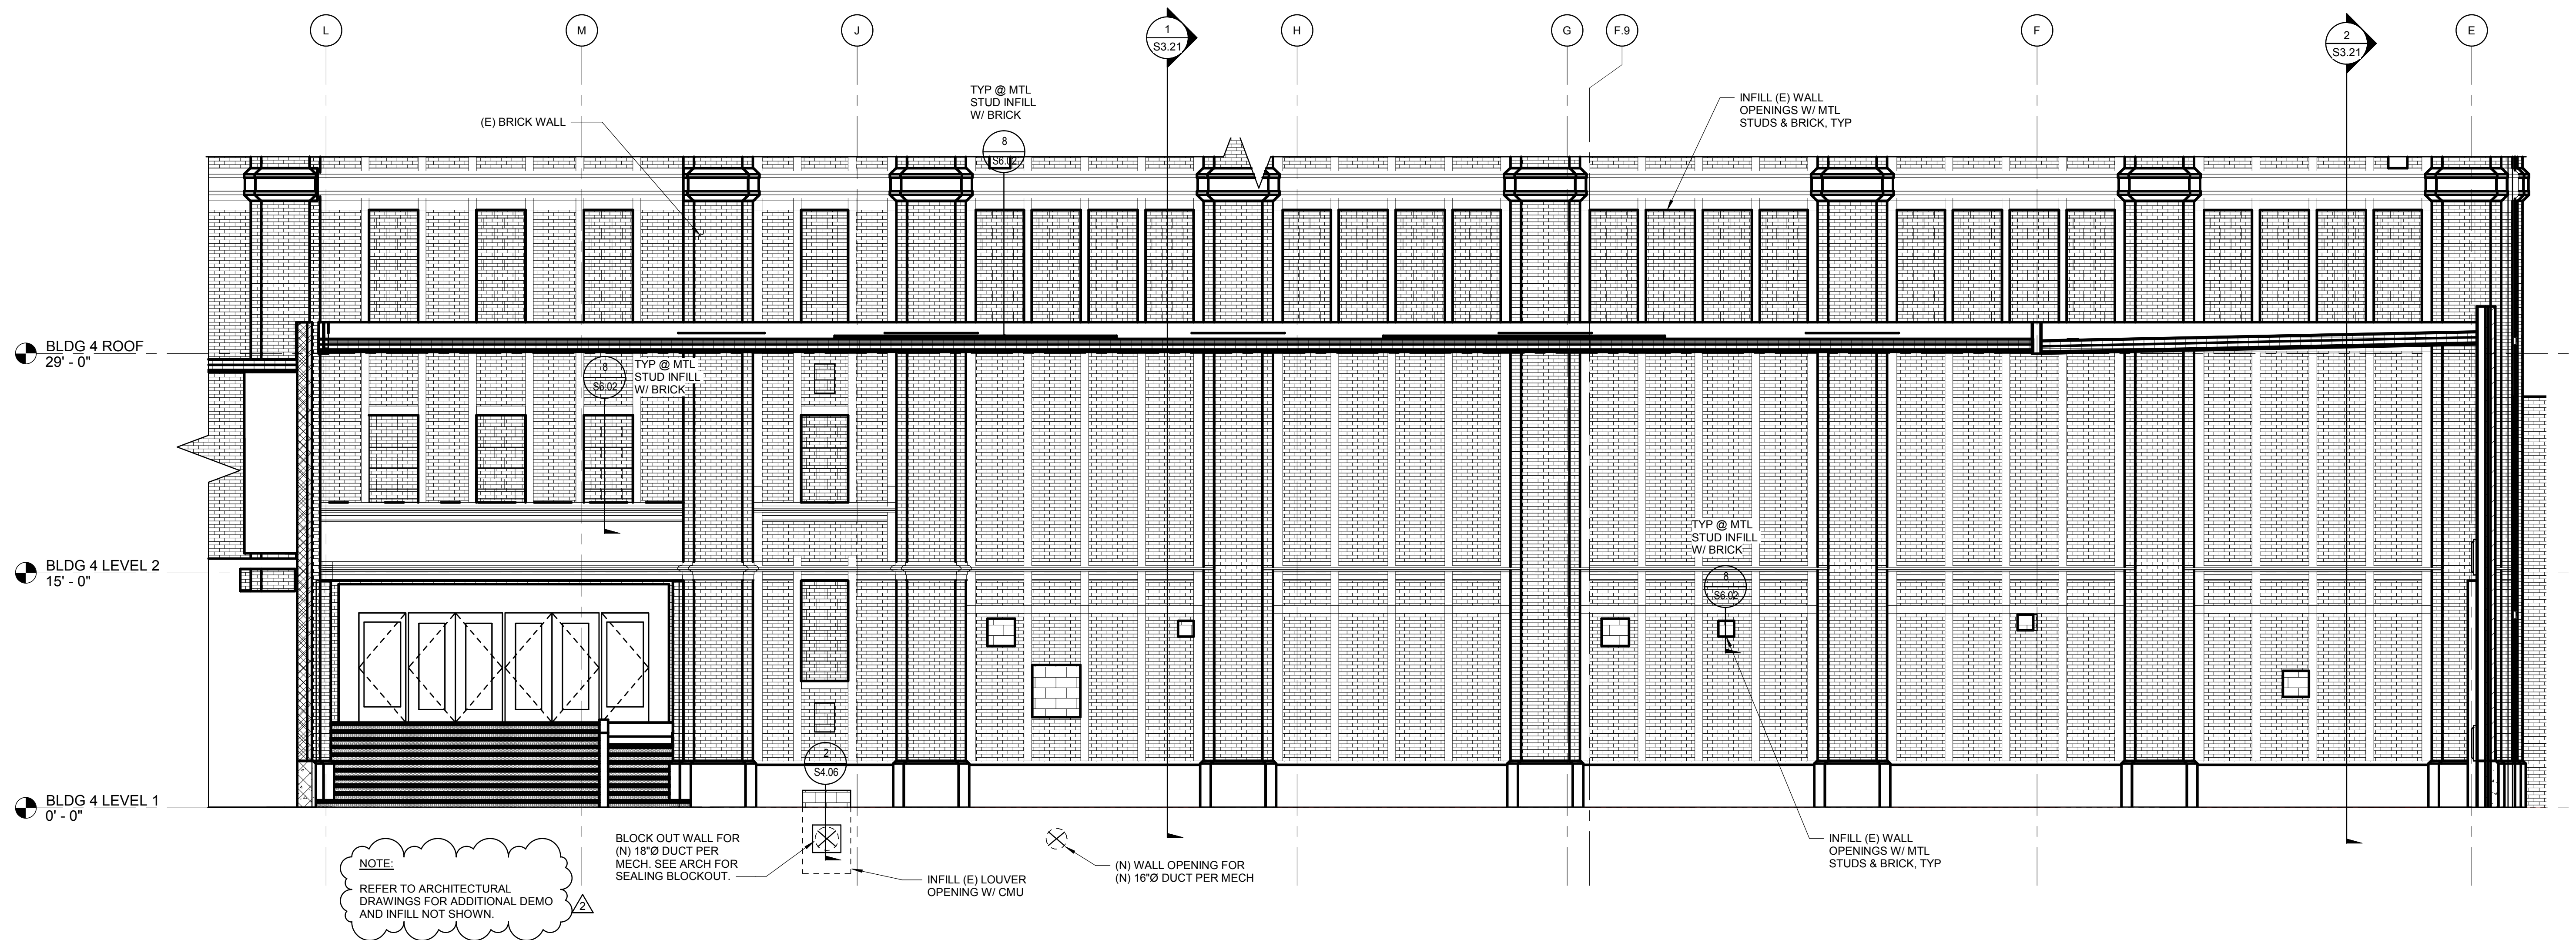 L
M
J
1
S3.21
H
G
F.9
F
2
S3.21
E
TYP @ MTL
STUD INFILL
W/ BRICK
8
S6.02
(E) BRICK WALL
INFILL (E) WALL
OPENINGS W/ MTL
STUDS & BRICK, TYP
BLDG 4 ROOF
29' - 0"
8
S6.02
TYP @ MTL
STUD INFILL
W/ BRICK
TYP @ MTL
STUD INFILL
W/ BRICK
8
S6.02
BLDG 4 LEVEL 2
15' - 0"
2
S4.06
BLDG 4 LEVEL 1
0' - 0"
BLOCK OUT WALL FOR
(N) 18"Ø DUCT PER
MECH. SEE ARCH FOR
SEALING BLOCKOUT.
INFILL (E) LOUVER
OPENING W/ CMU
(N) WALL OPENING FOR
(N) 16"Ø DUCT PER MECH
INFILL (E) WALL
OPENINGS W/ MTL
STUDS & BRICK, TYP
NOTE:
REFER TO ARCHITECTURAL
DRAWINGS FOR ADDITIONAL DEMO
AND INFILL NOT SHOWN.
2